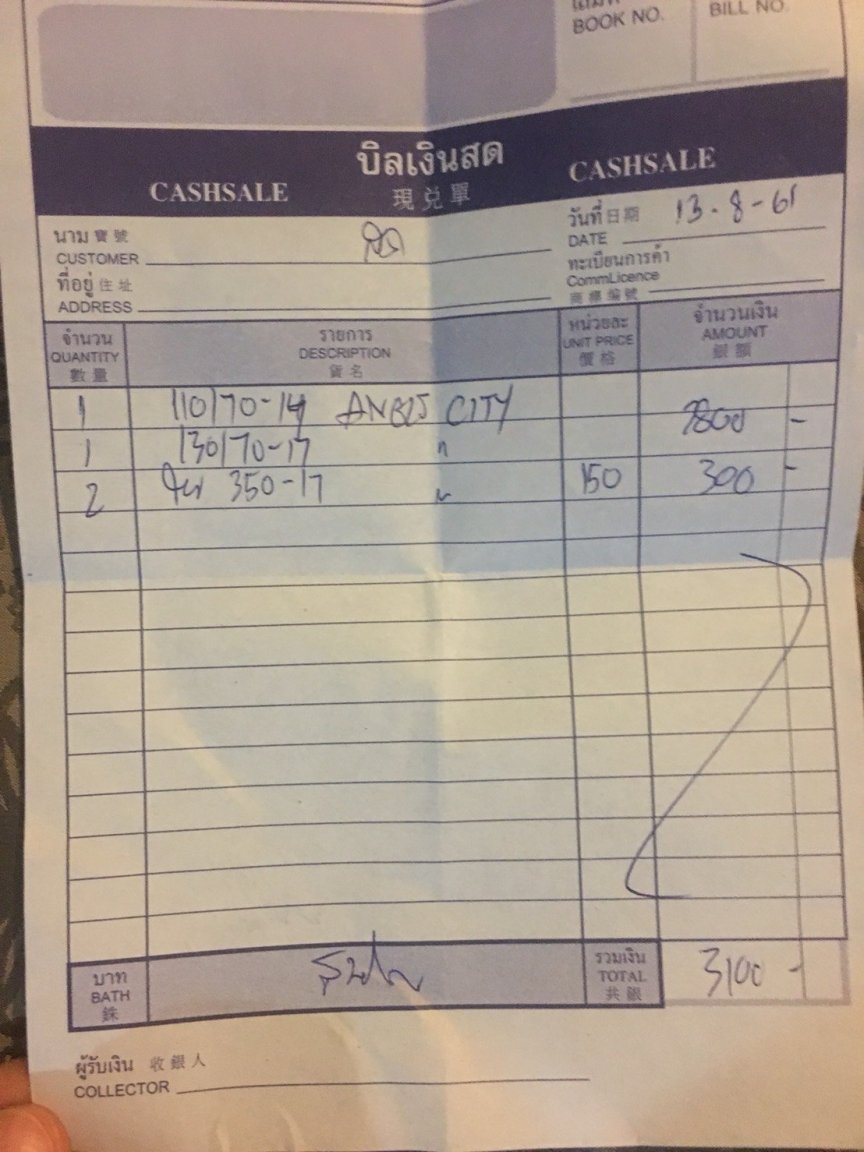 BOOK NO. BILL NO.
บิลเงินสด
CASHSALE 現兌單 CASHSALE
นาม寶號
CUSTOMER สด
วันที่日期 13-8-61
DATE
ที่อยู่住址
ADDRESS
ทะเบียนการค้า
CommLicence
商標編號
จำนวน รายการ หน่วยละ จำนวนเงิน
QUANTITY DESCRIPTION UNIT PRICE AMOUNT
數量 貨名 價格 銀額
1 110/70-14 CITY 2800 -
1 130/70-17 "
2 350-17 " 150 300 -
บาท รวมเงิน
BATH TOTAL 3100 -
銖 共銀
ผู้รับเงิน 收銀人
COLLECTOR